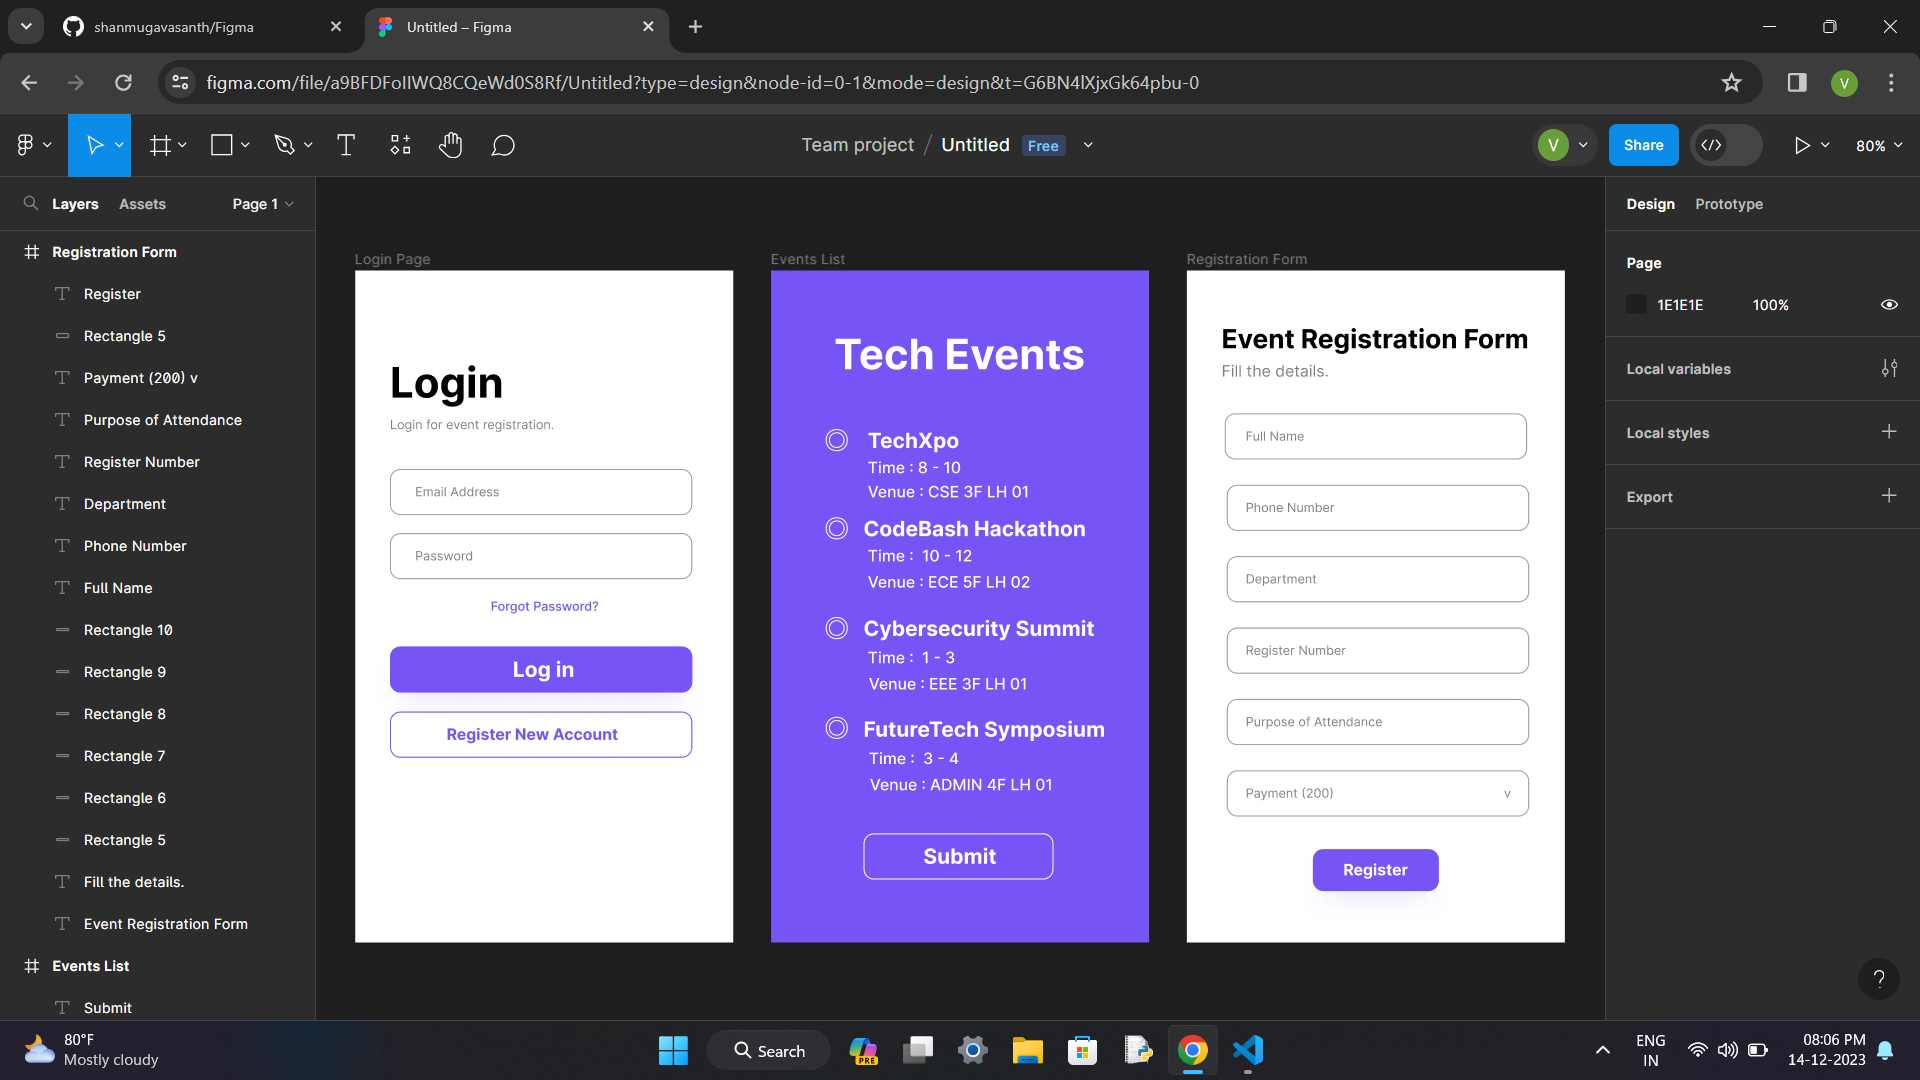 shanmugavasanth/Figma
Untitled – Figma
figma.com/file/a9BFDFoIIWQ8CQeWd0S8Rf/Untitled?type=design&node-id=0-1&mode=design&t=G6BN4lXjxGk64pbu-0
V
Team project / Untitled Free
V
Share
80%
Layers
Assets
Page 1
Registration Form
Register
Rectangle 5
Payment (200) v
Purpose of Attendance
Register Number
Department
Phone Number
Full Name
Rectangle 10
Rectangle 9
Rectangle 8
Rectangle 7
Rectangle 6
Rectangle 5
Fill the details.
Event Registration Form
Events List
Submit
Login Page
Login
Login for event registration.
Email Address
Password
Forgot Password?
Log in
Register New Account
Events List
Tech Events
TechXpo
Time : 8 - 10
Venue : CSE 3F LH 01
CodeBash Hackathon
Time : 10 - 12
Venue : ECE 5F LH 02
Cybersecurity Summit
Time : 1 - 3
Venue : EEE 3F LH 01
FutureTech Symposium
Time : 3 - 4
Venue : ADMIN 4F LH 01
Submit
Registration Form
Event Registration Form
Fill the details.
Full Name
Phone Number
Department
Register Number
Purpose of Attendance
Payment (200) v
Register
Design
Prototype
Page
1E1E1E 100%
Local variables
Local styles
Export
?
80°F
Mostly cloudy
Search
PRE
ENG
IN
08:06 PM
14-12-2023